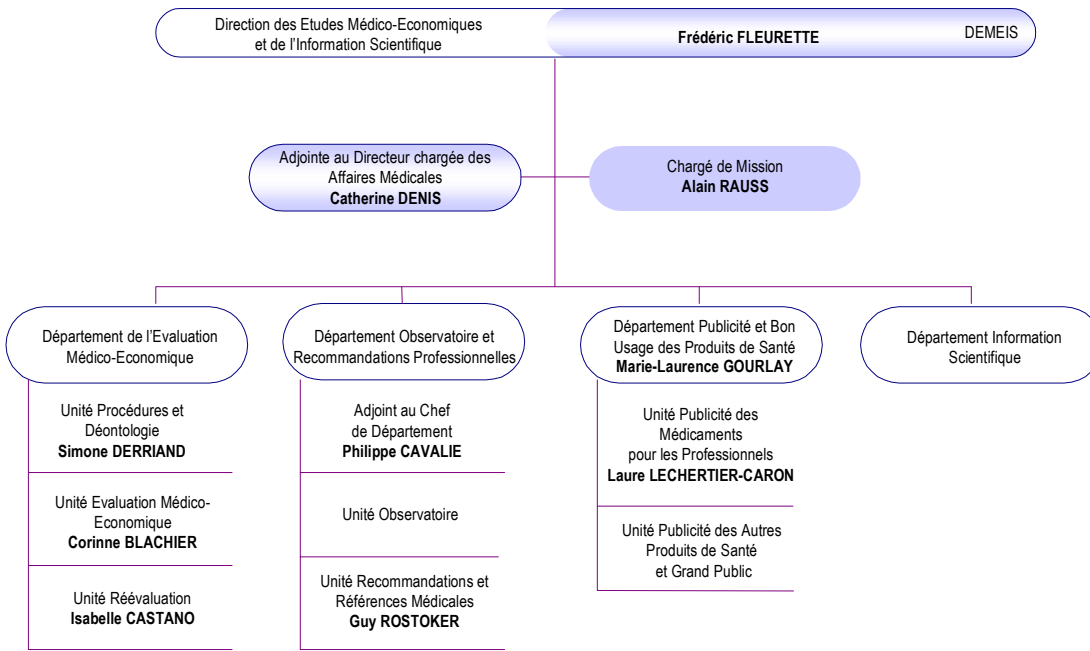 Direction des Etudes Médico-Economiques
et de l'Information Scientifique
Frédéric FLEURETTE
DEMEIS
Adjointe au Directeur chargée des
Affaires Médicales
Catherine DENIS
Chargé de Mission
Alain RAUSS
Département de l'Evaluation
Médico-Economique
Département Observatoire et
Recommandations Professionnelles
Département Publicité et Bon
Usage des Produits de Santé
Marie-Laurence GOURLAY
Département Information
Scientifique
Unité Procédures et
Déontologie
Simone DERRIAND
Unité Evaluation Médico-
Economique
Corinne BLACHIER
Unité Réévaluation
Isabelle CASTANO
Adjoint au Chef
de Département
Philippe CAVALIE
Unité Observatoire
Unité Recommandations et
Références Médicales
Guy ROSTOKER
Unité Publicité des
Médicaments
pour les Professionnels
Laure LECHERTIER-CARON
Unité Publicité des Autres
Produits de Santé
et Grand Public